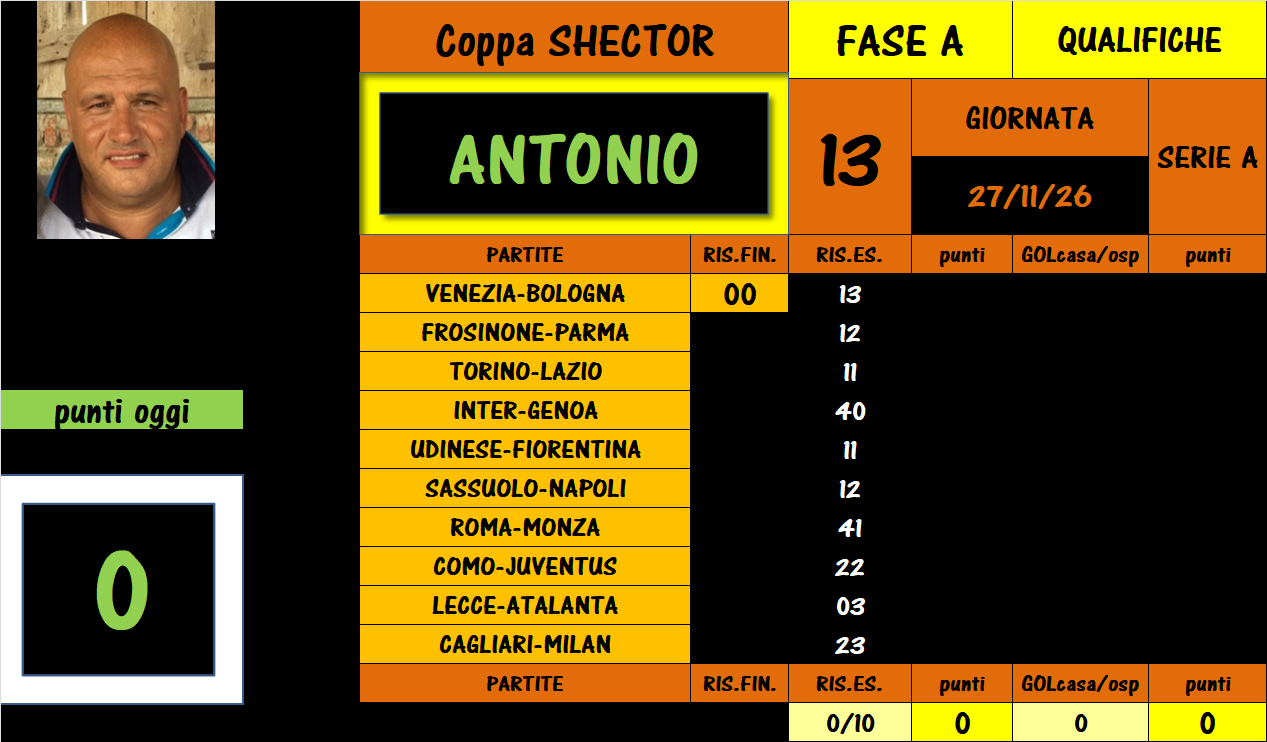 Coppa SHECTOR
FASE A
QUALIFICHE
ANTONIO
13
GIORNATA
27/11/26
SERIE A
PARTITE RIS.FIN. RIS.ES. punti GOLcasa/osp punti
VENEZIA-BOLOGNA 00 13
FROSINONE-PARMA 12
TORINO-LAZIO 11
INTER-GENOA 40
UDINESE-FIORENTINA 11
SASSUOLO-NAPOLI 12
ROMA-MONZA 41
COMO-JUVENTUS 22
LECCE-ATALANTA 03
CAGLIARI-MILAN 23
PARTITE RIS.FIN. RIS.ES. punti GOLcasa/osp punti
0/10 0 0 0
punti oggi
0